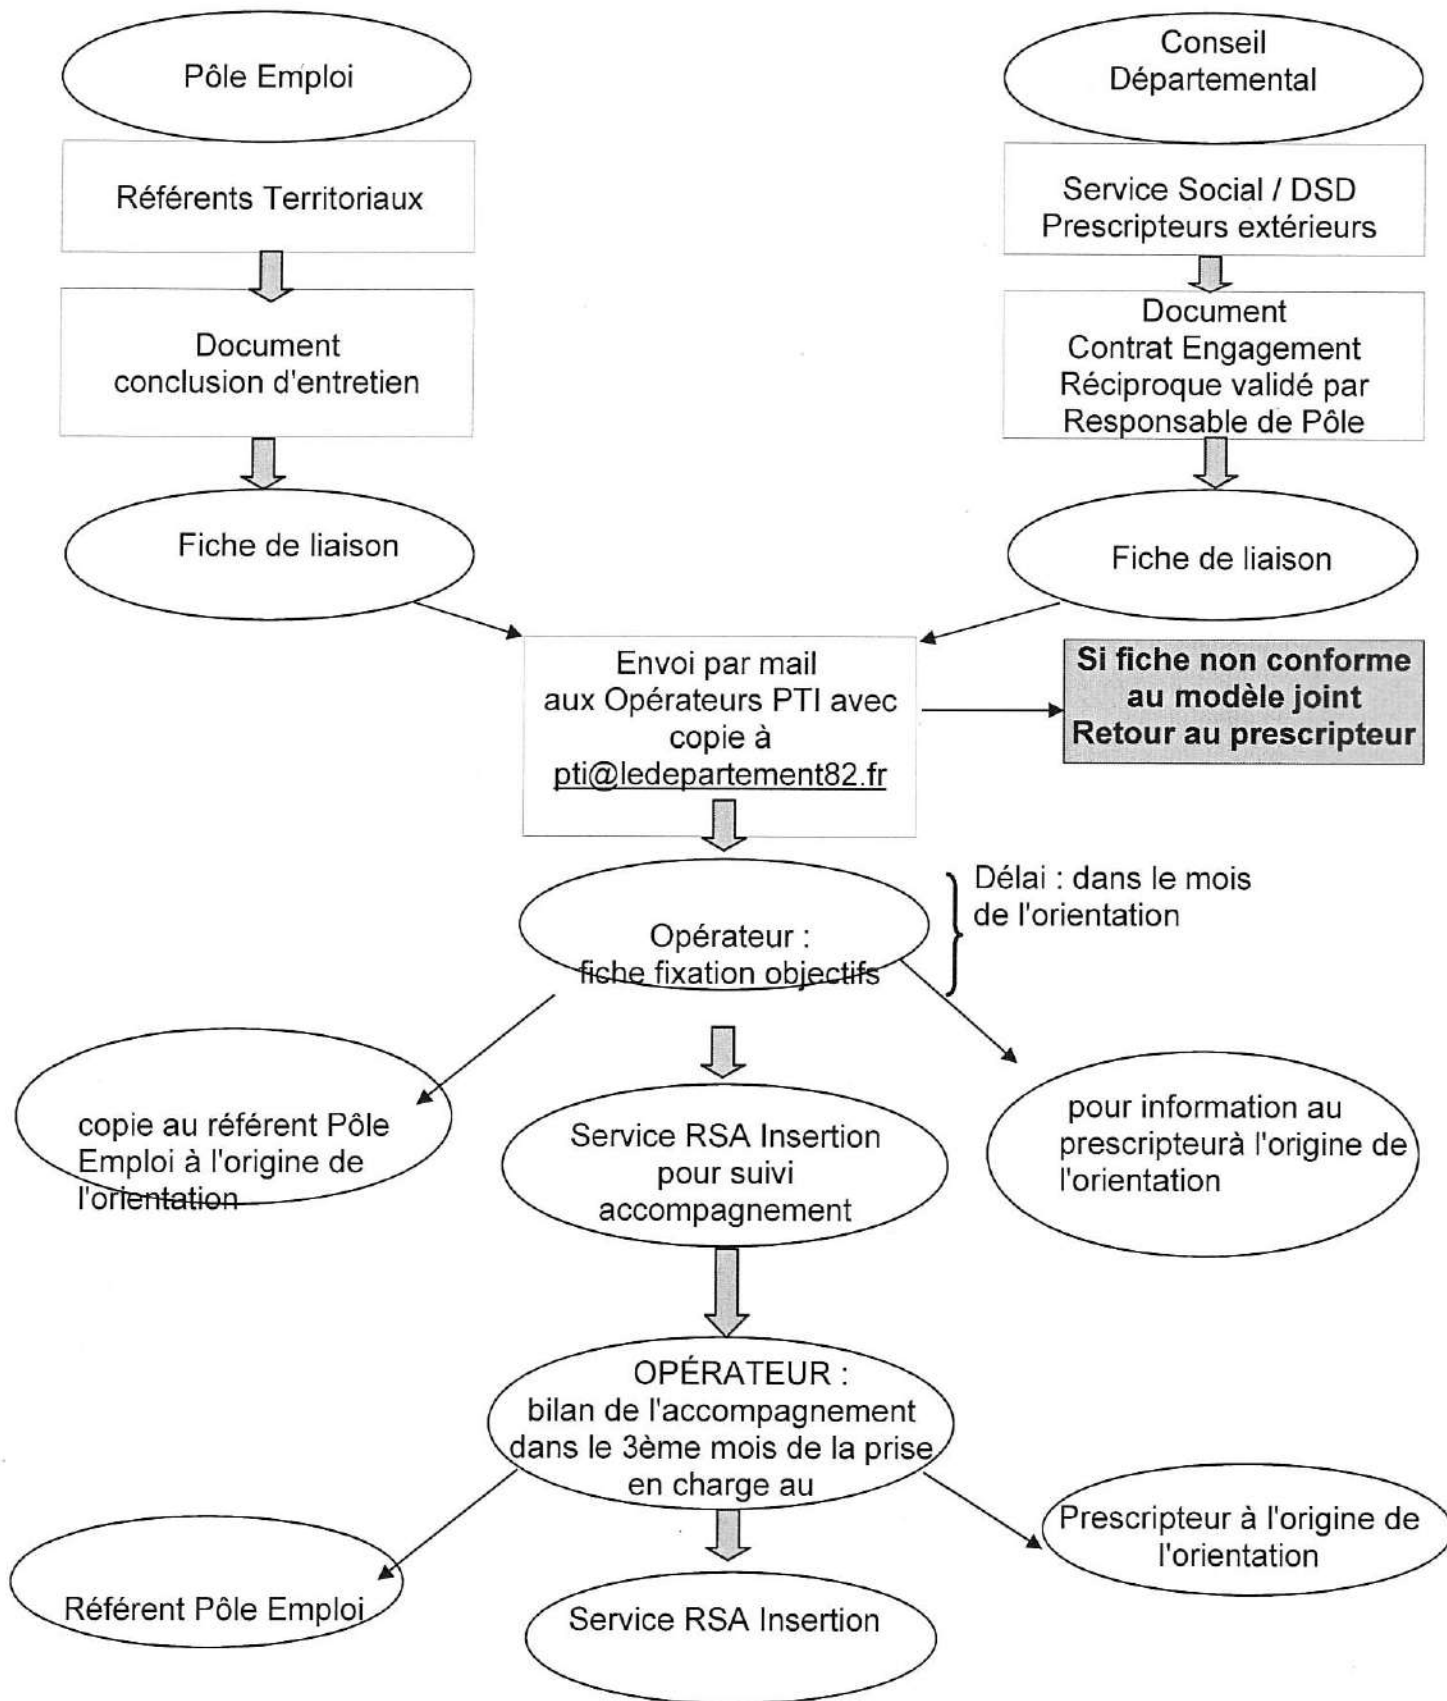 Pôle Emploi
Conseil
Départemental
Référents Territoriaux
Service Social / DSD
Prescripteurs extérieurs
Document
conclusion d'entretien
Document
Contrat Engagement
Réciproque validé par
Responsable de Pôle
Fiche de liaison
Fiche de liaison
Envoi par mail
aux Opérateurs PTI avec
copie à
pti@ledepartement82.fr
Si fiche non conforme
au modèle joint
Retour au prescripteur
Opérateur :
fiche fixation objectifs
Délai : dans le mois
de l'orientation
copie au référent Pôle
Emploi à l'origine de
l'orientation
Service RSA Insertion
pour suivi
accompagnement
pour information au
prescripteurà l'origine de
l'orientation
OPÉRATEUR :
bilan de l'accompagnement
dans le 3ème mois de la prise
en charge au
Référent Pôle Emploi
Service RSA Insertion
Prescripteur à l'origine de
l'orientation